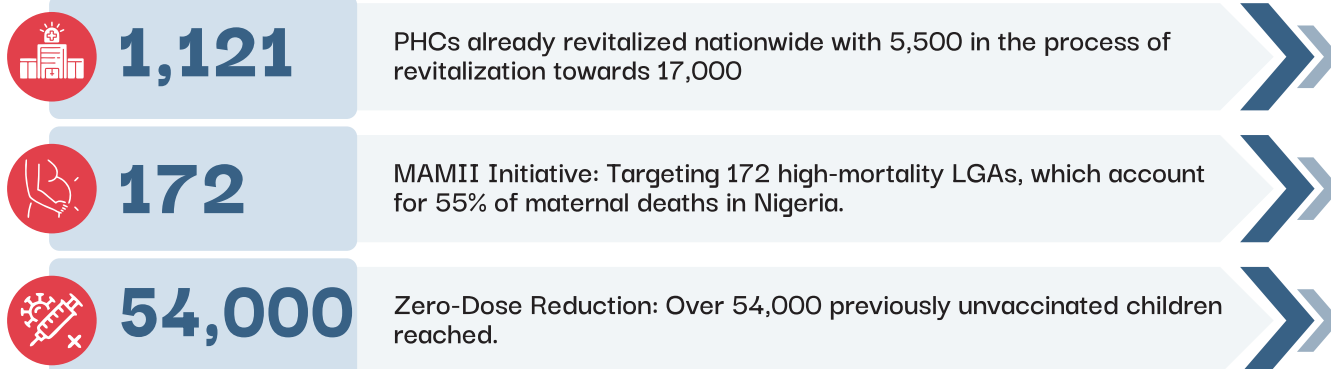 1,121
PHCs already revitalized nationwide with 5,500 in the process of
revitalization towards 17,000
172
MAMII Initiative: Targeting 172 high-mortality LGAs, which account
for 55% of maternal deaths in Nigeria.
54,000
Zero-Dose Reduction: Over 54,000 previously unvaccinated children
reached.